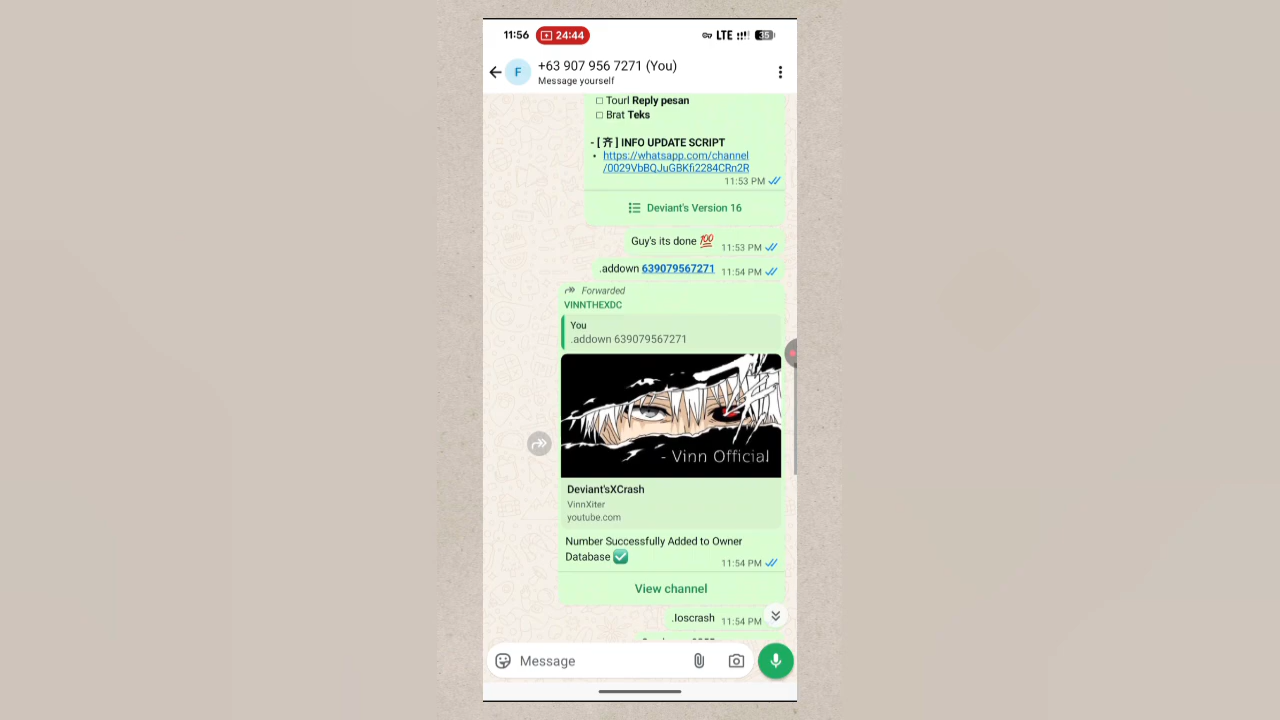 11:56 24:44 LTE 35
F +63 907 956 7271 (You)
Message yourself
□ Tourl Reply pesan
□ Brat Teks
- [ 齐 ] INFO UPDATE SCRIPT
• https://whatsapp.com/channel
/0029VbBQJuGBKfi2284CRn2R
11:53 PM
Deviant's Version 16
Guy's its done 💯 11:53 PM
.addown 639079567271 11:54 PM
Forwarded
VINNTHEXDC
You
.addown 639079567271
- Vinn Official
Deviant'sXCrash
VinnXiter
youtube.com
Number Successfully Added to Owner
Database ✅ 11:54 PM
View channel
.Ioscrash 11:54 PM
Message